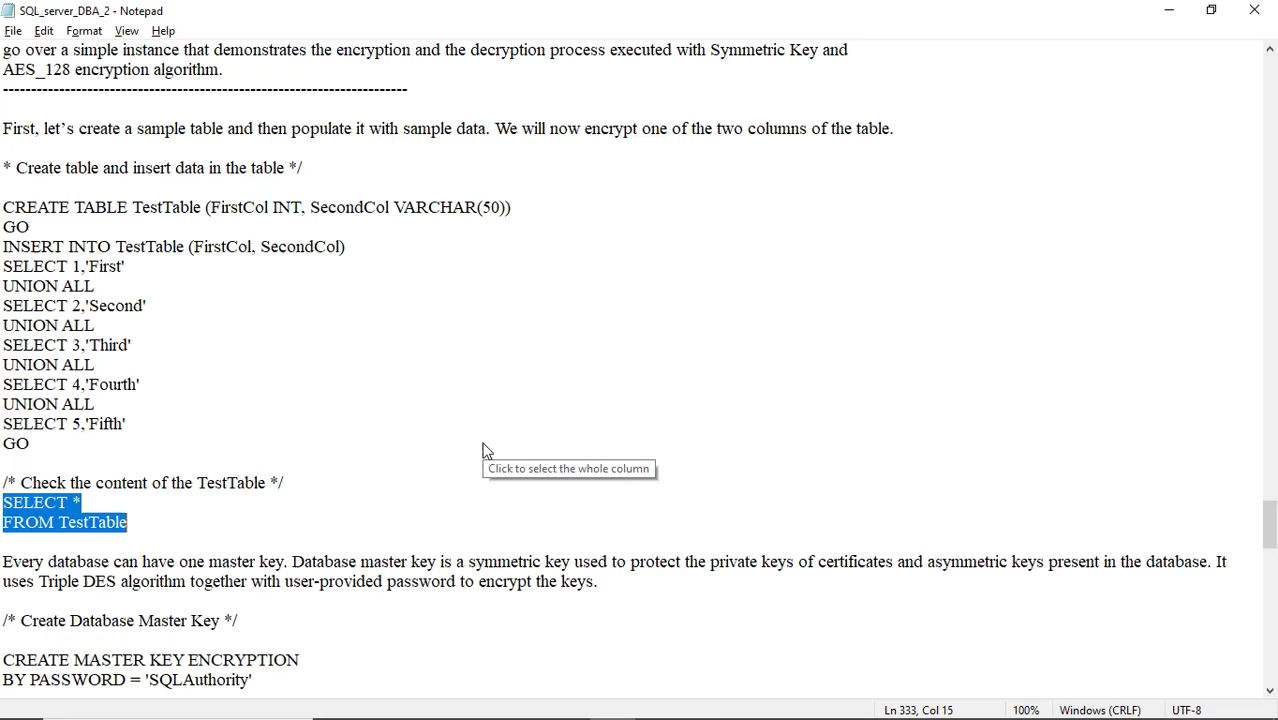 SQL_server_DBA_2 - Notepad
File Edit Format View Help
go over a simple instance that demonstrates the encryption and the decryption process executed with Symmetric Key and
AES_128 encryption algorithm.
------------------------------------------------------------------------
First, let’s create a sample table and then populate it with sample data. We will now encrypt one of the two columns of the table.
* Create table and insert data in the table */
CREATE TABLE TestTable (FirstCol INT, SecondCol VARCHAR(50))
GO
INSERT INTO TestTable (FirstCol, SecondCol)
SELECT 1,'First'
UNION ALL
SELECT 2,'Second'
UNION ALL
SELECT 3,'Third'
UNION ALL
SELECT 4,'Fourth'
UNION ALL
SELECT 5,'Fifth'
GO
Click to select the whole column
/* Check the content of the TestTable */
SELECT *
FROM TestTable
Every database can have one master key. Database master key is a symmetric key used to protect the private keys of certificates and asymmetric keys present in the database. It
uses Triple DES algorithm together with user-provided password to encrypt the keys.
/* Create Database Master Key */
CREATE MASTER KEY ENCRYPTION
BY PASSWORD = 'SQLAuthority'
Ln 333, Col 15 100% Windows (CRLF) UTF-8